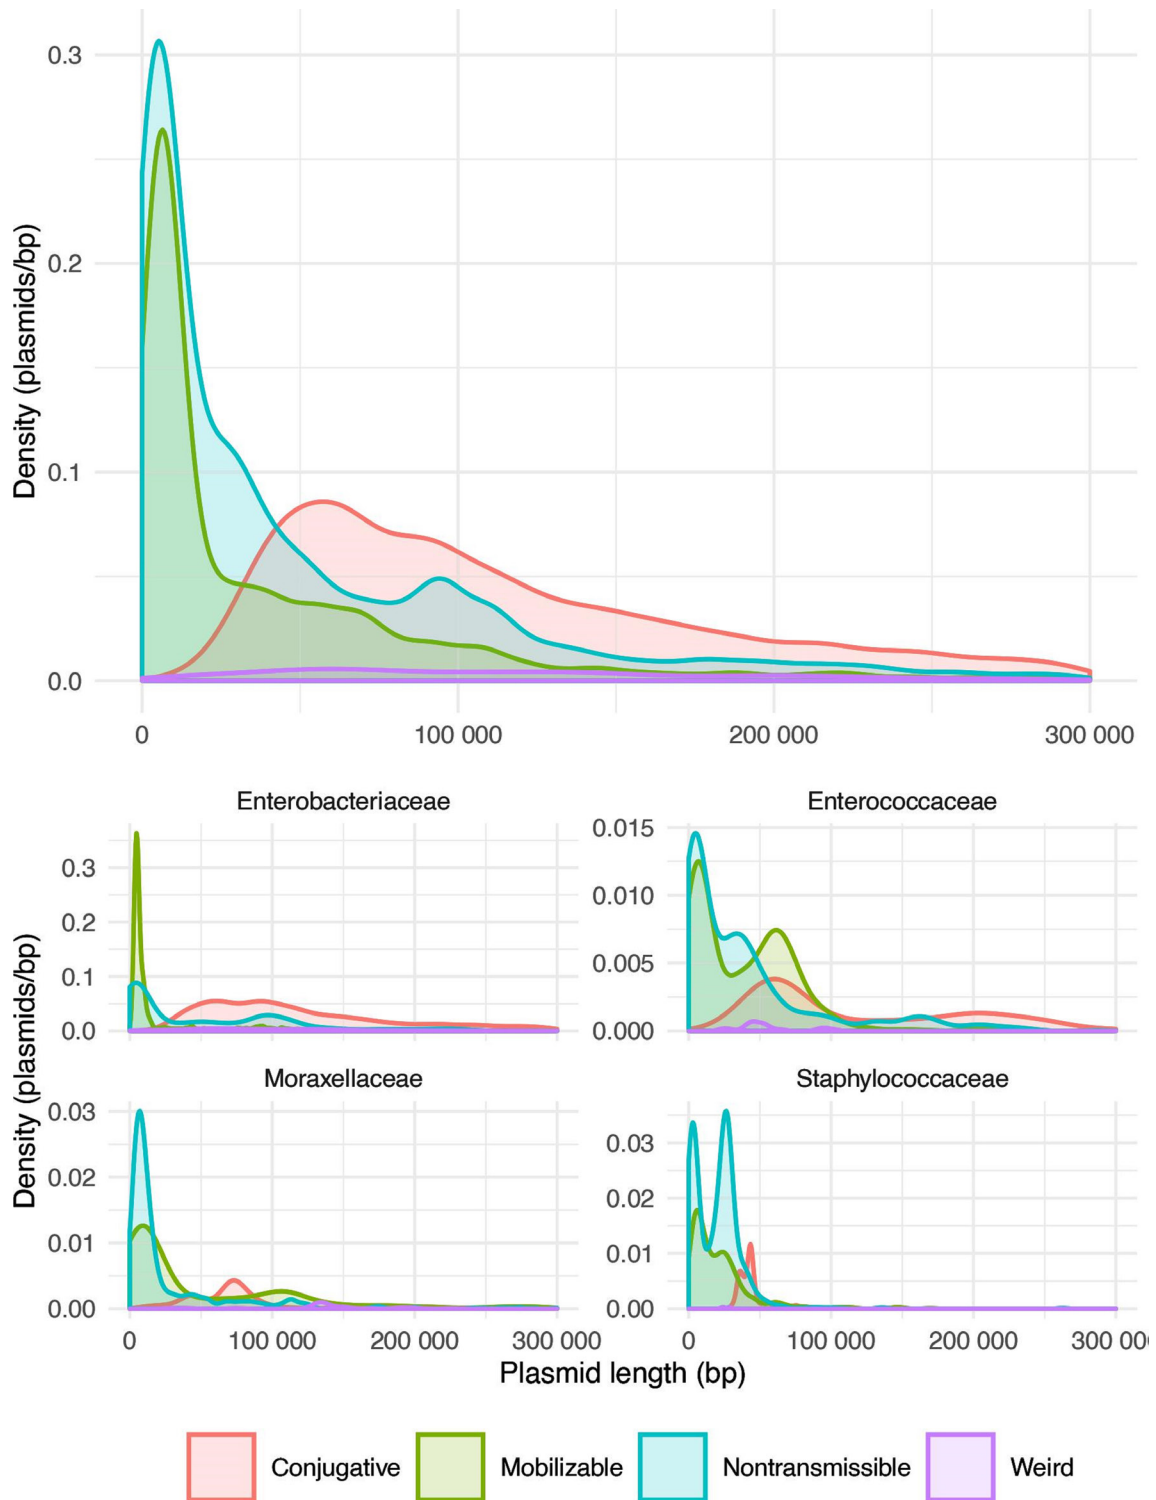 0.3
0.2
0.1
0.0
Density (plasmids/bp)
0 100 000 200 000 300 000
Enterobacteriaceae
0.3
0.2
0.1
0.0
Enterococcaceae
0.015
0.010
0.005
0.000
Density (plasmids/bp)
Moraxellaceae
0.03
0.02
0.01
0.00
0 100 000 200 000 300 000
Staphylococcaceae
0.03
0.02
0.01
0.00
0 100 000 200 000 300 00
Plasmid length (bp)
Conjugative Mobilizable Nontransmissible Weird